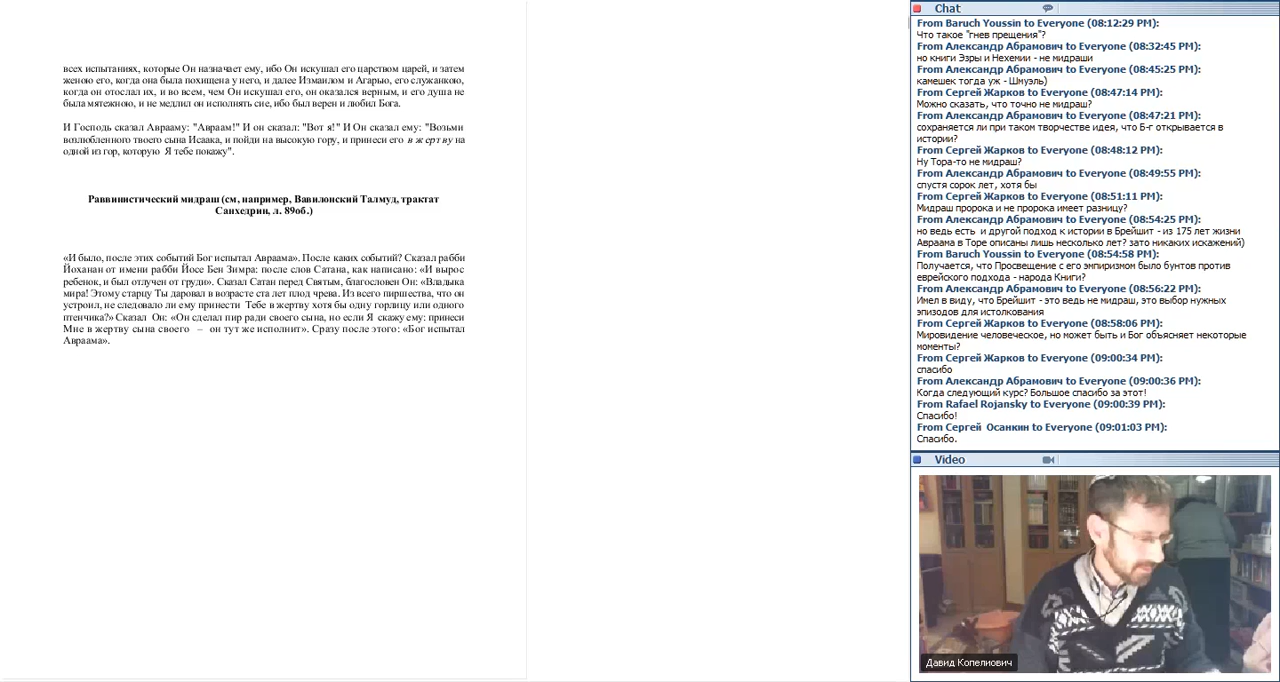 всех испытаниях, которые Он назначает ему, ибо Он искушал его царством царей, и затем
женою его, когда она была похищена у него, и далее Измаилом и Агарью, его служанкою,
когда он отослал их, и во всем, чем Он искушал его, он оказался верным, и его душа не
была мятежною, и не медлил он исполнять сие, ибо был верен и любил Бога.
И Господь сказал Аврааму: "Авраам!" И он сказал: "Вот я!" И Он сказал ему: "Возьми
возлюбленного твоего сына Исаака, и пойди на высокую гору, и принеси его в жертву на
одной из гор, которую Я тебе покажу".
Раввинистический мидраш (см, например, Вавилонский Талмуд, трактат
Санхедрин, л. 89об.)
«И было, после этих событий Бог испытал Авраама». После каких событий? Сказал рабби
Йоханан от имени рабби Йосе Бен Зимра: после слов Сатана, как написано: «И вырос
ребенок, и был отлучен от груди». Сказал Сатан перед Святым, благословен Он: «Владыка
мира! Этому старцу Ты даровал в возрасте ста лет плод чрева. Из всего пиршества, что он
устроил, не следовало ли ему принести Тебе в жертву хотя бы одну горлицу или одного
птенчика?» Сказал Он: «Он сделал пир ради своего сына, но если Я скажу ему: принеси
Мне в жертву сына своего – он тут же исполнит». Сразу после этого: «Бог испытал
Авраама».
Chat
From Baruch Youssin to Everyone (08:12:29 PM):
Что такое "гнев прещения"?
From Александр Абрамович to Everyone (08:32:45 PM):
но книги Эзры и Нехемии - не мидраши
From Александр Абрамович to Everyone (08:45:25 PM):
камешек тогда уж - Шмуэль)
From Сергей Жарков to Everyone (08:47:14 PM):
Можно сказать, что точно не мидраш?
From Александр Абрамович to Everyone (08:47:21 PM):
сохраняется ли при таком творчестве идея, что Б-г открывается в
истории?
From Сергей Жарков to Everyone (08:48:12 PM):
Ну Тора-то не мидраш?
From Александр Абрамович to Everyone (08:49:55 PM):
спустя сорок лет, хотя бы
From Сергей Жарков to Everyone (08:51:11 PM):
Мидраш пророка и не пророка имеет разницу?
From Александр Абрамович to Everyone (08:54:25 PM):
но ведь есть и другой подход к истории в Брейшит - из 175 лет жизни
Авраама в Торе описаны лишь несколько лет? зато никаких искажений)
From Baruch Youssin to Everyone (08:54:58 PM):
Получается, что Просвещение с его эмпиризмом было бунтов против
еврейского подхода - народа Книги?
From Александр Абрамович to Everyone (08:56:22 PM):
Имел в виду, что Брейшит - это ведь не мидраш, это выбор нужных
эпизодов для истолкования
From Сергей Жарков to Everyone (08:58:06 PM):
Мировидение человеческое, но может быть и Бог объясняет некоторые
моменты?
From Сергей Жарков to Everyone (09:00:34 PM):
спасибо
From Александр Абрамович to Everyone (09:00:36 PM):
Когда следующий курс? Большое спасибо за этот!
From Rafael Rojansky to Everyone (09:00:39 PM):
Спасибо!
From Сергей Осанкин to Everyone (09:01:03 PM):
Спасибо.
Video
Давид Копелиович